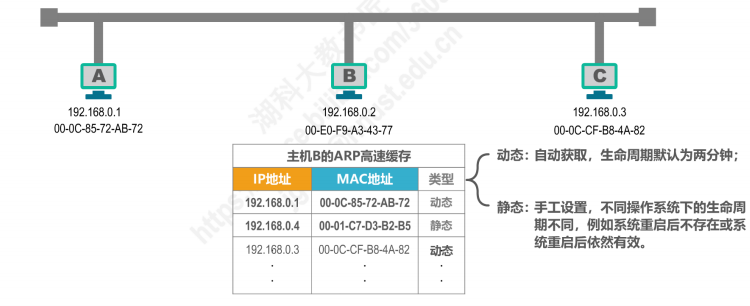 A
B
C
192.168.0.1
00-0C-85-72-AB-72
192.168.0.2
00-E0-F9-A3-43-77
192.168.0.3
00-0C-CF-B8-4A-82
主机B的ARP高速缓存
IP地址 MAC地址 类型
192.168.0.1 00-0C-85-72-AB-72 动态
192.168.0.4 00-01-C7-D3-B2-B5 静态
192.168.0.3 00-0C-CF-B8-4A-82 动态
动态：自动获取，生命周期默认为两分钟；
静态：手工设置，不同操作系统下的生命周
期不同，例如系统重启后不存在或系
统重启后依然有效。
湖科大教书匠